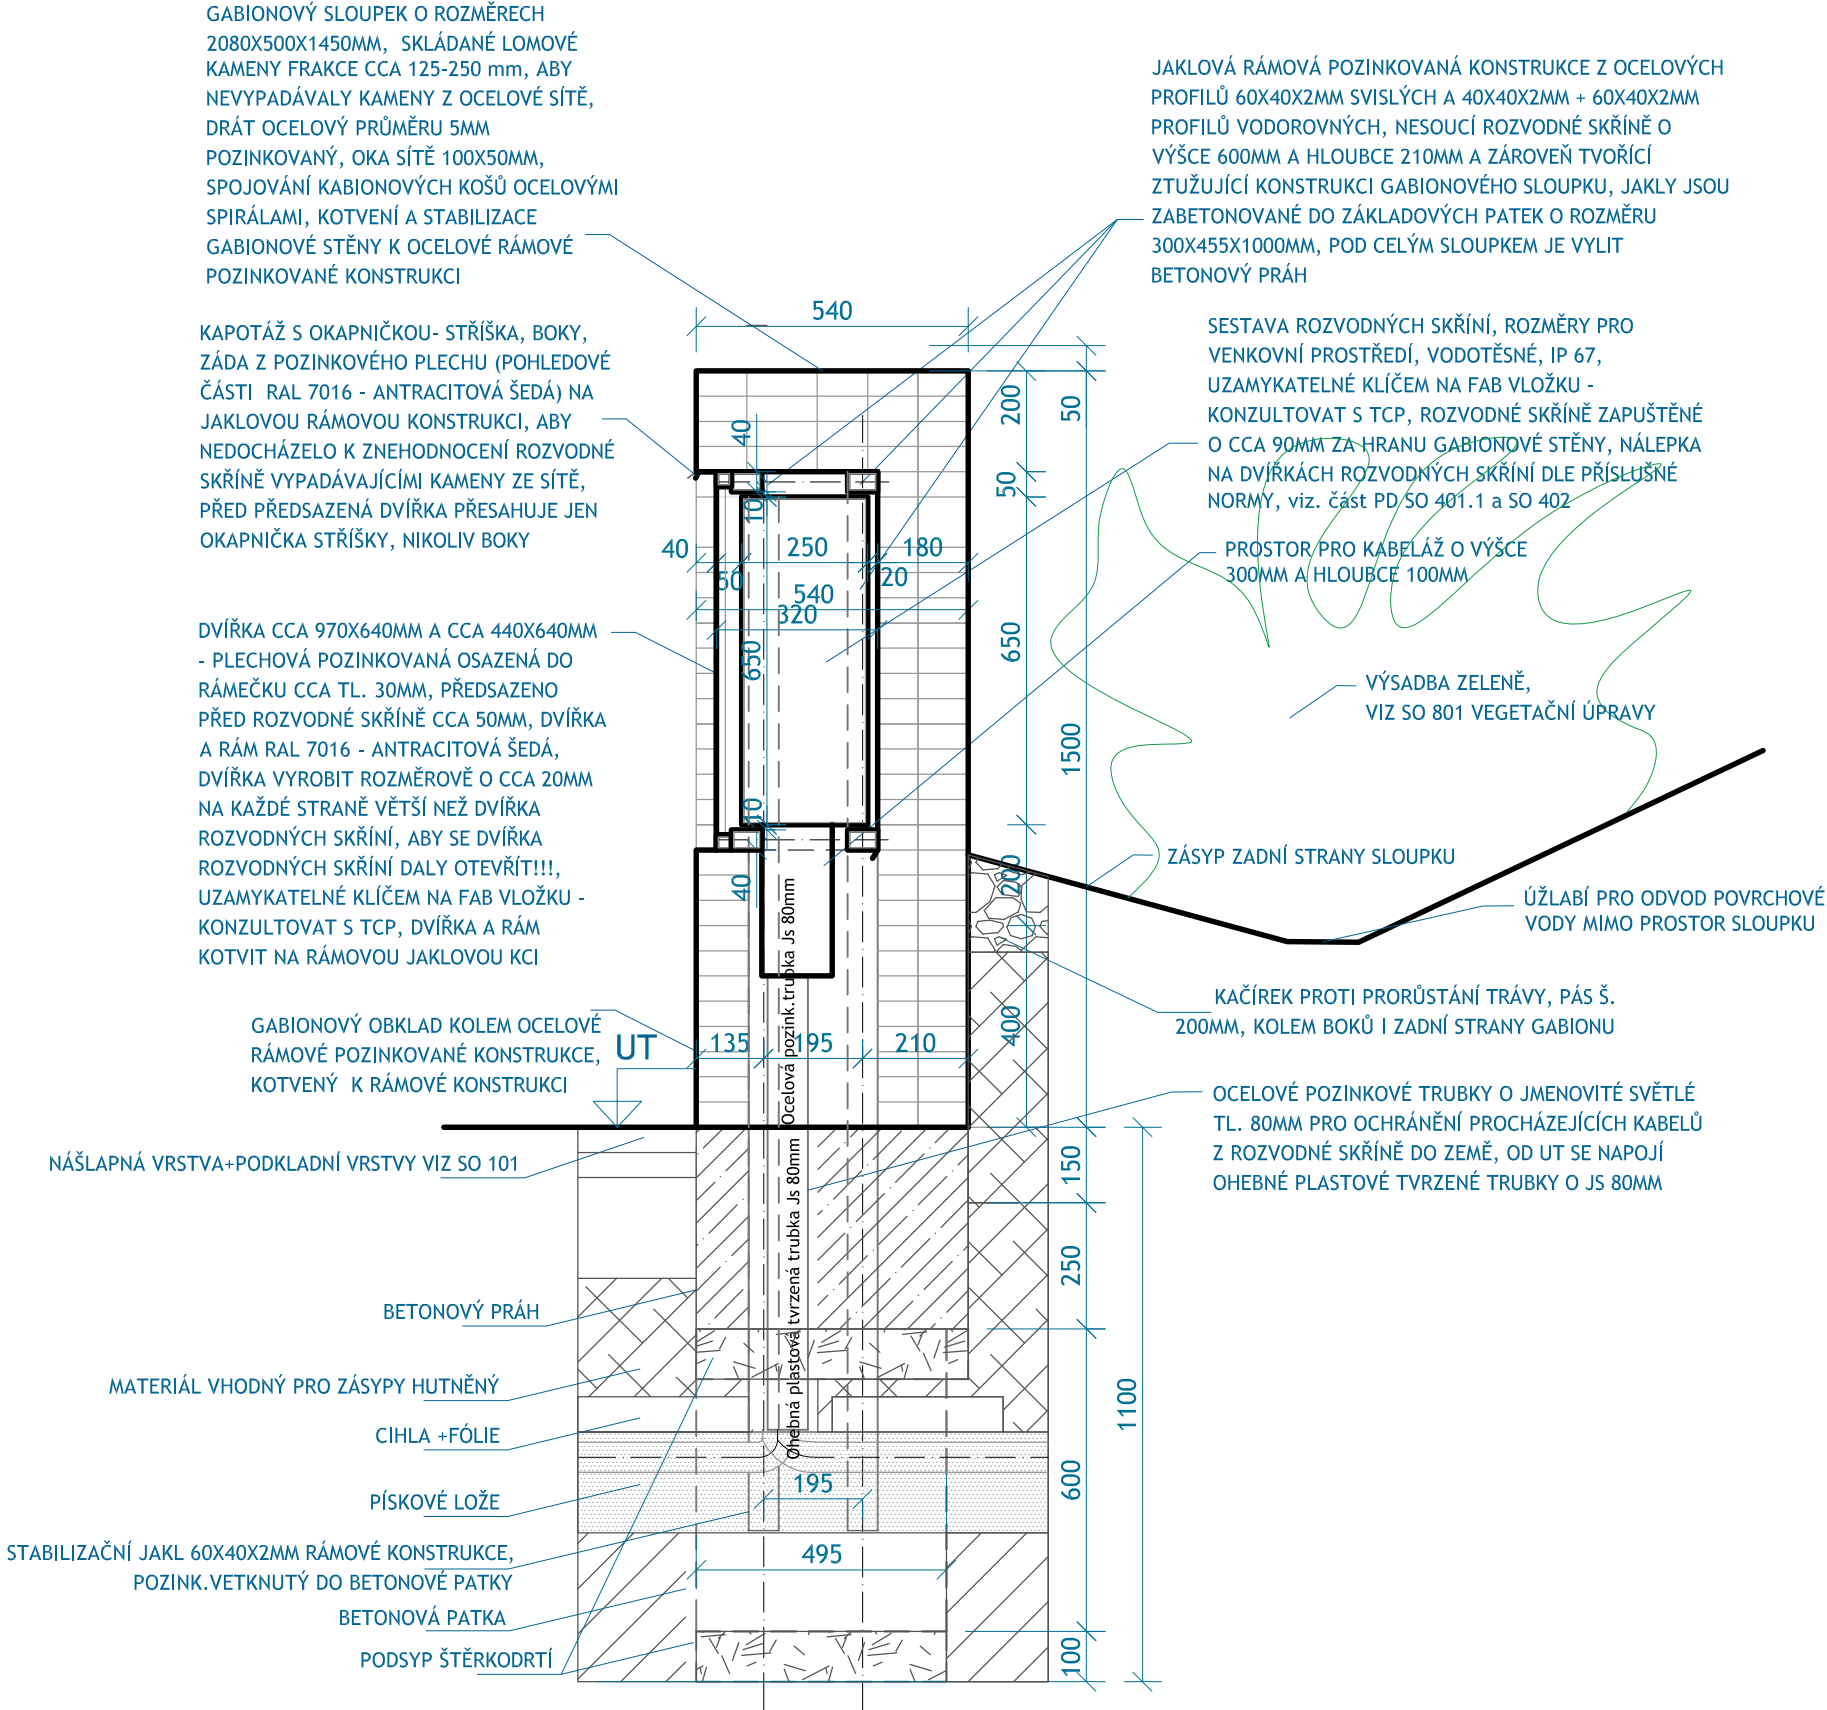 GABIONOVÝ SLOUPEK O ROZMĚRECH
2080X500X1450MM, SKLÁDANÉ LOMOVÉ
KAMENY FRAKCE CCA 125-250 mm, ABY
NEVYPADÁVALY KAMENY Z OCELOVÉ SÍTĚ,
DRÁT OCELOVÝ PRŮMĚRU 5MM
POZINKOVANÝ, OKA SÍTĚ 100X50MM,
SPOJOVÁNÍ KABIONOVÝCH KOŠŮ OCELOVÝMI
SPIRÁLAMI, KOTVENÍ A STABILIZACE
GABIONOVÉ STĚNY K OCELOVÉ RÁMOVÉ
POZINKOVANÉ KONSTRUKCI
KAPOTÁŽ S OKAPNIČKOU- STŘÍŠKA, BOKY,
ZÁDA Z POZINKOVÉHO PLECHU (POHLEDOVÉ
ČÁSTI RAL 7016 - ANTRACITOVÁ ŠEDÁ) NA
JAKLOVOU RÁMOVOU KONSTRUKCI, ABY
NEDOCHÁZELO K ZNEHODNOCENÍ ROZVODNÉ
SKŘÍNĚ VYPADÁVAJÍCÍMI KAMENY ZE SÍTĚ,
PŘED PŘEDSAZENÁ DVÍŘKA PŘESAHUJE JEN
OKAPNIČKA STŘÍŠKY, NIKOLIV BOKY
DVÍŘKA CCA 970X640MM A CCA 440X640MM
- PLECHOVÁ POZINKOVANÁ OSAZENÁ DO
RÁMEČKU CCA TL. 30MM, PŘEDSAZENO
PŘED ROZVODNÉ SKŘÍNĚ CCA 50MM, DVÍŘKA
A RÁM RAL 7016 - ANTRACITOVÁ ŠEDÁ,
DVÍŘKA VYROBIT ROZMĚROVĚ O CCA 20MM
NA KAŽDÉ STRANĚ VĚTŠÍ NEŽ DVÍŘKA
ROZVODNÝCH SKŘÍNÍ, ABY SE DVÍŘKA
ROZVODNÝCH SKŘÍNÍ DALY OTEVŘÍT!!!,
UZAMYKATELNÉ KLÍČEM NA FAB VLOŽKU -
KONZULTOVAT S TCP, DVÍŘKA A RÁM
KOTVIT NA RÁMOVOU JAKLOVOU KCI
GABIONOVÝ OBKLAD KOLEM OCELOVÉ
RÁMOVÉ POZINKOVANÉ KONSTRUKCE,
KOTVENÝ K RÁMOVÉ KONSTRUKCI
UT
NÁŠLAPNÁ VRSTVA+PODKLADNÍ VRSTVY VIZ SO 101
BETONOVÝ PRÁH
MATERIÁL VHODNÝ PRO ZÁSYPY HUTNĚNÝ
CIHLA +FÓLIE
PÍSKOVÉ LOŽE
STABILIZAČNÍ JAKL 60X40X2MM RÁMOVÉ KONSTRUKCE,
POZINK.VETKNUTÝ DO BETONOVÉ PATKY
BETONOVÁ PATKA
PODSYP ŠTĚRKODRTÍ
540
40
10
40
250
180
50
20
540
320
650
10
40
135
195
210
Ocelová pozink.trubka Js 80mm
Ohebná plastová tvrzená trubka Js 80mm
195
495
200
50
50
650
1500
200
400
150
250
1100
600
100
JAKLOVÁ RÁMOVÁ POZINKOVANÁ KONSTRUKCE Z OCELOVÝCH
PROFILŮ 60X40X2MM SVISLÝCH A 40X40X2MM + 60X40X2MM
PROFILŮ VODOROVNÝCH, NESOUCÍ ROZVODNÉ SKŘÍNĚ O
VÝŠCE 600MM A HLOUBCE 210MM A ZÁROVEŇ TVOŘÍCÍ
ZTUŽUJÍCÍ KONSTRUKCI GABIONOVÉHO SLOUPKU, JAKLY JSOU
ZABETONOVANÉ DO ZÁKLADOVÝCH PATEK O ROZMĚRU
300X455X1000MM, POD CELÝM SLOUPKEM JE VYLIT
BETONOVÝ PRÁH
SESTAVA ROZVODNÝCH SKŘÍNÍ, ROZMĚRY PRO
VENKOVNÍ PROSTŘEDÍ, VODOTĚSNÉ, IP 67,
UZAMYKATELNÉ KLÍČEM NA FAB VLOŽKU -
KONZULTOVAT S TCP, ROZVODNÉ SKŘÍNĚ ZAPUŠTĚNÉ
O CCA 90MM ZA HRANU GABIONOVÉ STĚNY, NÁLEPKA
NA DVÍŘKÁCH ROZVODNÝCH SKŘÍNÍ DLE PŘÍSLUŠNÉ
NORMY, viz. část PD SO 401.1 a SO 402
PROSTOR PRO KABELÁŽ O VÝŠCE
300MM A HLOUBCE 100MM
VÝSADBA ZELENĚ,
VIZ SO 801 VEGETAČNÍ ÚPRAVY
ZÁSYP ZADNÍ STRANY SLOUPKU
ÚŽLABÍ PRO ODVOD POVRCHOVÉ
VODY MIMO PROSTOR SLOUPKU
KAČÍREK PROTI PRORŮSTÁNÍ TRÁVY, PÁS Š.
200MM, KOLEM BOKŮ I ZADNÍ STRANY GABIONU
OCELOVÉ POZINKOVÉ TRUBKY O JMENOVITÉ SVĚTLÉ
TL. 80MM PRO OCHRÁNĚNÍ PROCHÁZEJÍCÍCH KABELŮ
Z ROZVODNÉ SKŘÍNĚ DO ZEMĚ, OD UT SE NAPOJÍ
OHEBNÉ PLASTOVÉ TVRZENÉ TRUBKY O JS 80MM